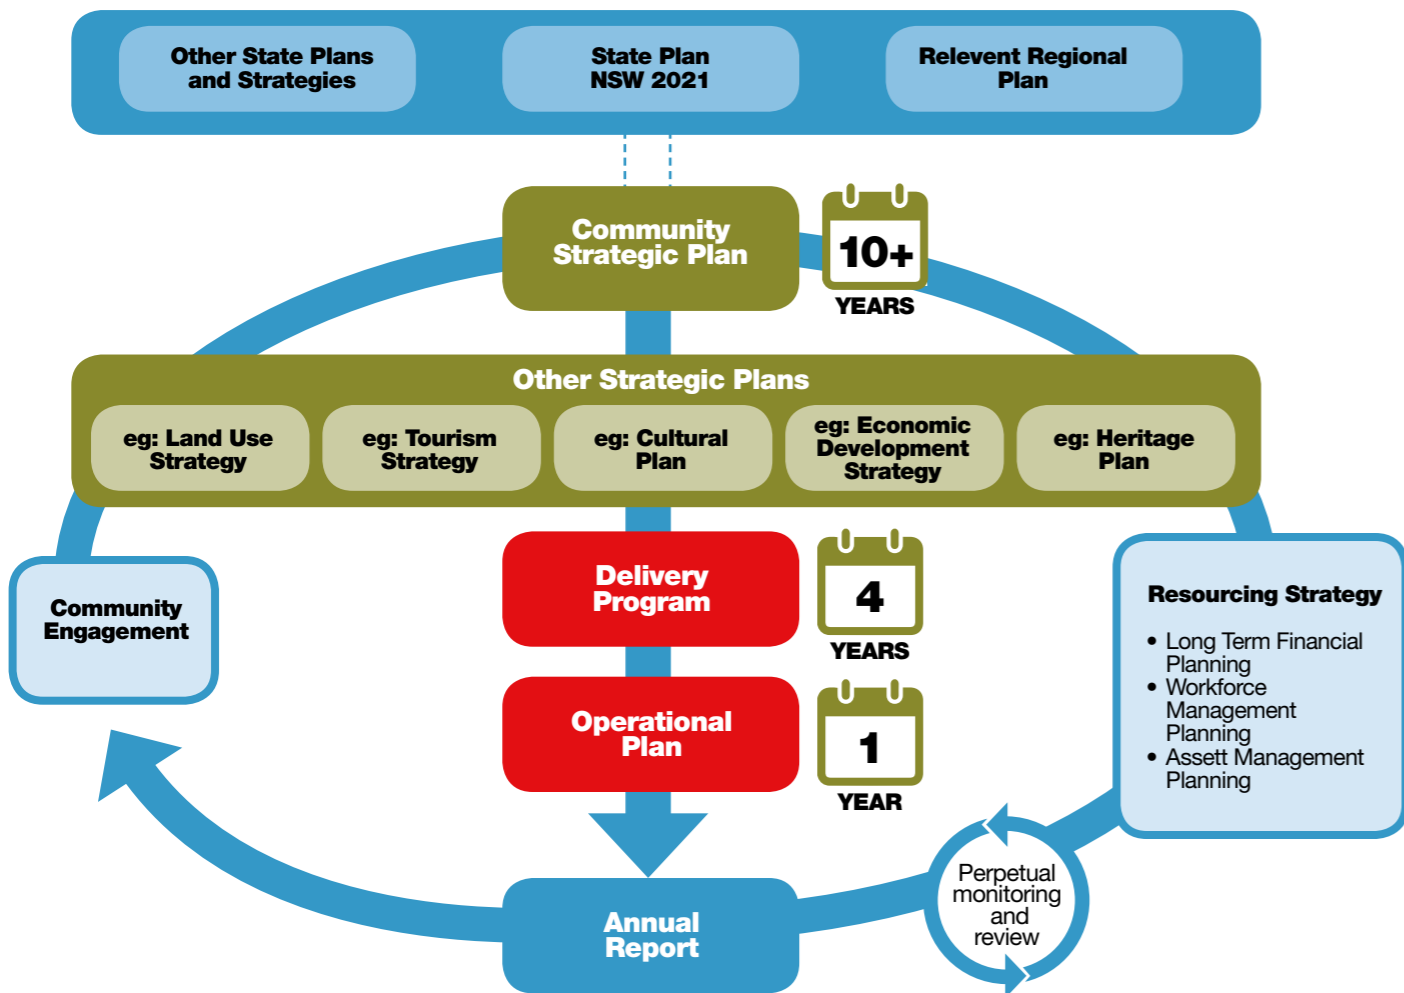 Other State Plans
and Strategies
State Plan
NSW 2021
Relevent Regional
Plan
Community
Strategic Plan
10+
YEARS
Other Strategic Plans
eg: Land Use
Strategy
eg: Tourism
Strategy
eg: Cultural
Plan
eg: Economic
Development
Strategy
eg: Heritage
Plan
Community
Engagement
Delivery
Program
4
YEARS
Operational
Plan
1
YEAR
Resourcing Strategy
• Long Term Financial
Planning
• Workforce
Management
Planning
• Assett Management
Planning
Perpetual
monitoring
and
review
Annual
Report